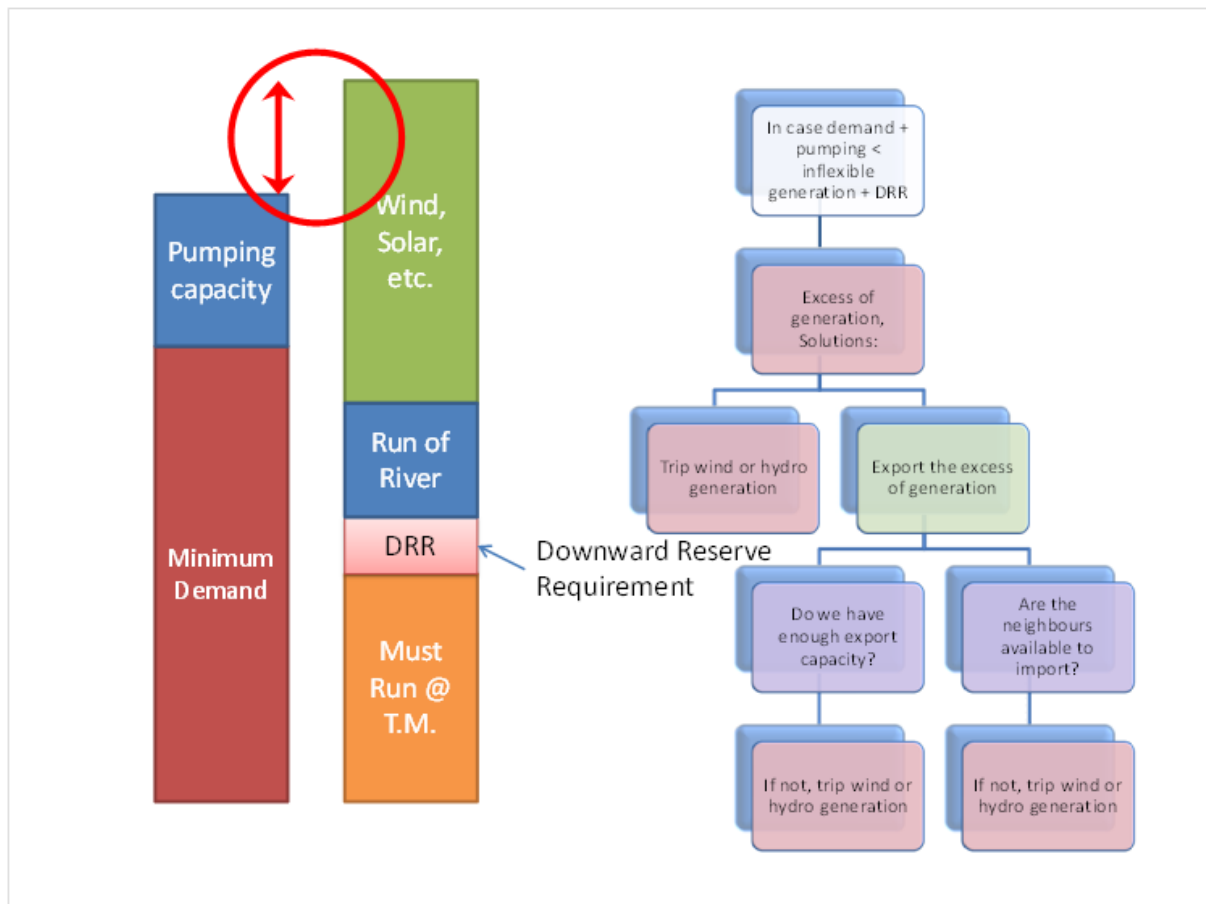 Pumping
capacity
Minimum
Demand
Wind,
Solar,
etc.
Run of
River
DRR
Must
Run @
T.M.
Downward Reserve
Requirement
In case demand +
pumping <
inflexible
generation + DRR
Excess of
generation,
Solutions:
Trip wind or hydro
generation
Export the excess
of generation
Do we have
enough export
capacity?
Are the
neighbours
available to
import?
If not, trip wind or
hydro generation
If not, trip wind or
hydro generation